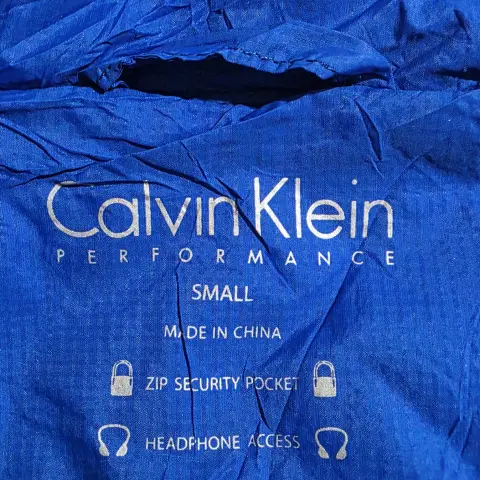 Calvin Klein
PERFORMANCE
SMALL
MADE IN CHINA
ZIP SECURITY POCKET
HEADPHONE ACCESS